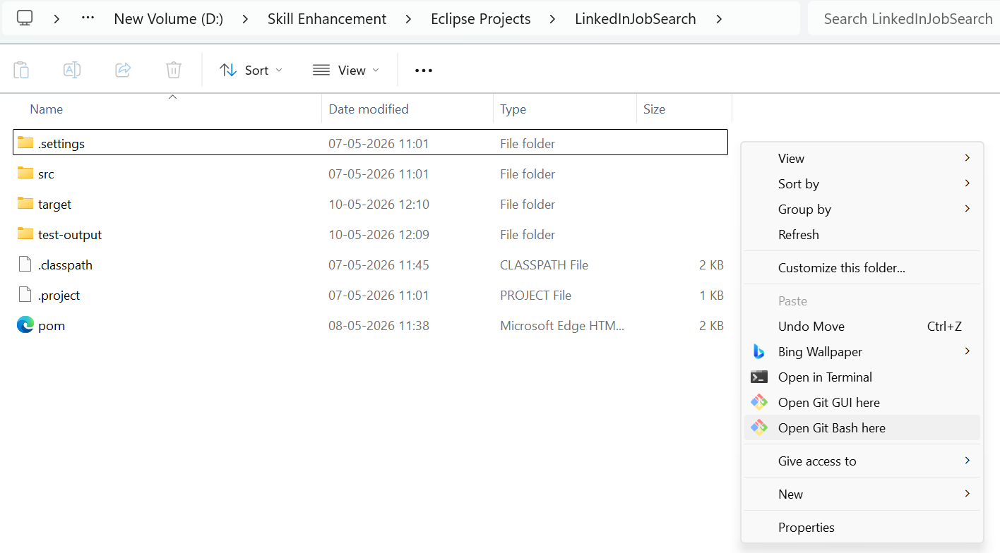 New Volume (D:) > Skill Enhancement > Eclipse Projects > LinkedInJobSearch > Search LinkedInJobSearch
Sort View
Name Date modified Type Size
.settings 07-05-2026 11:01 File folder
src 07-05-2026 11:01 File folder
target 10-05-2026 12:10 File folder
test-output 10-05-2026 12:09 File folder
.classpath 07-05-2026 11:45 CLASSPATH File 2 KB
.project 07-05-2026 11:01 PROJECT File 1 KB
pom 08-05-2026 11:38 Microsoft Edge HTM... 2 KB
View
Sort by
Group by
Refresh
Customize this folder...
Paste
Undo Move Ctrl+Z
Bing Wallpaper
Open in Terminal
Open Git GUI here
Open Git Bash here
Give access to
New
Properties